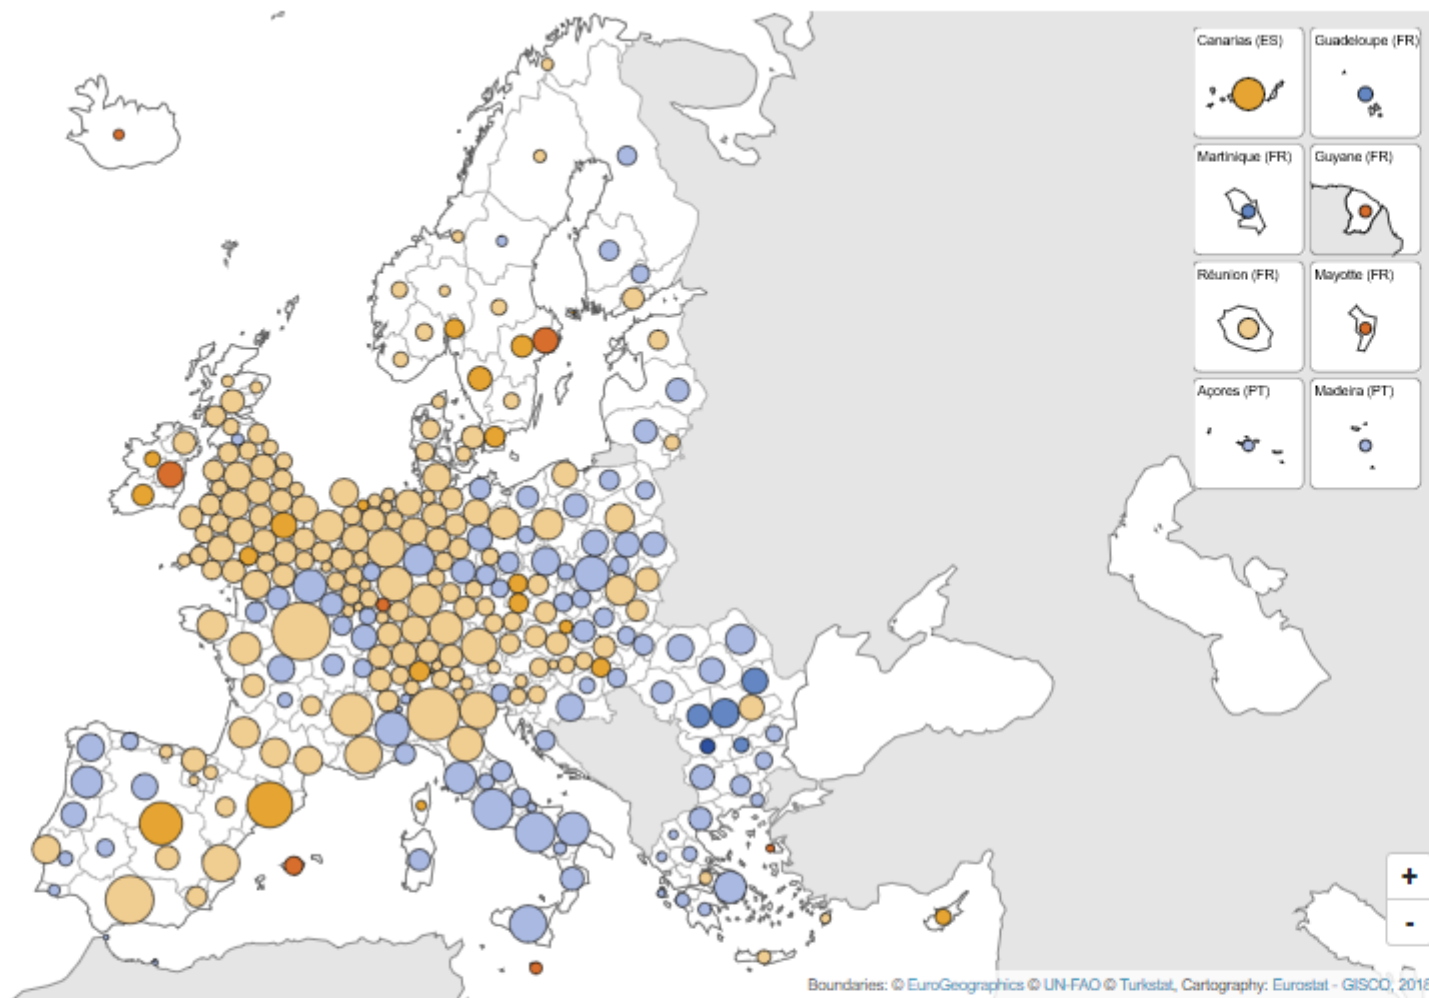 Canarias (ES)
Guadeloupe (FR)
Martinique (FR)
Guyane (FR)
Réunion (FR)
Mayotte (FR)
Açores (PT)
Madeira (PT)
+
-
Boundaries: © EuroGeographics © UN-FAO © Turkstat, Cartography: Eurostat - GISCO, 2018